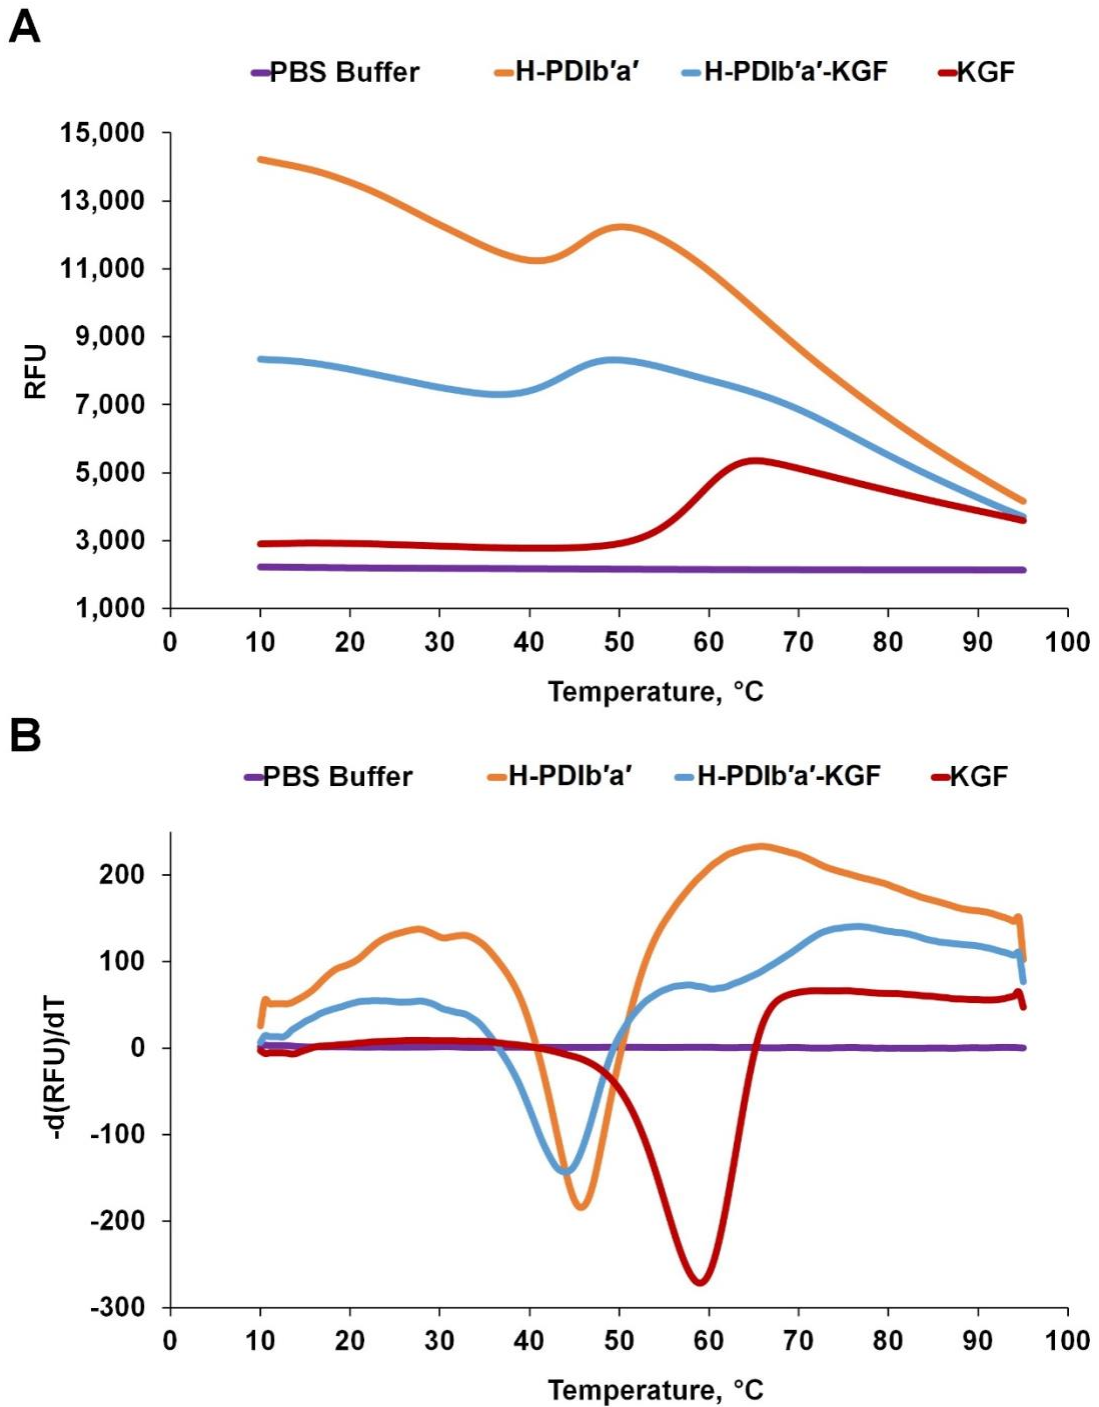 A
PBS Buffer H-PDIb′a′ H-PDIb′a′-KGF KGF
15,000
13,000
11,000
9,000
7,000
5,000
3,000
1,000
RFU
0 10 20 30 40 50 60 70 80 90 100
Temperature, °C
B
PBS Buffer H-PDIb′a′ H-PDIb′a′-KGF KGF
200
100
0
-100
-200
-300
-d(RFU)/dT
0 10 20 30 40 50 60 70 80 90 100
Temperature, °C